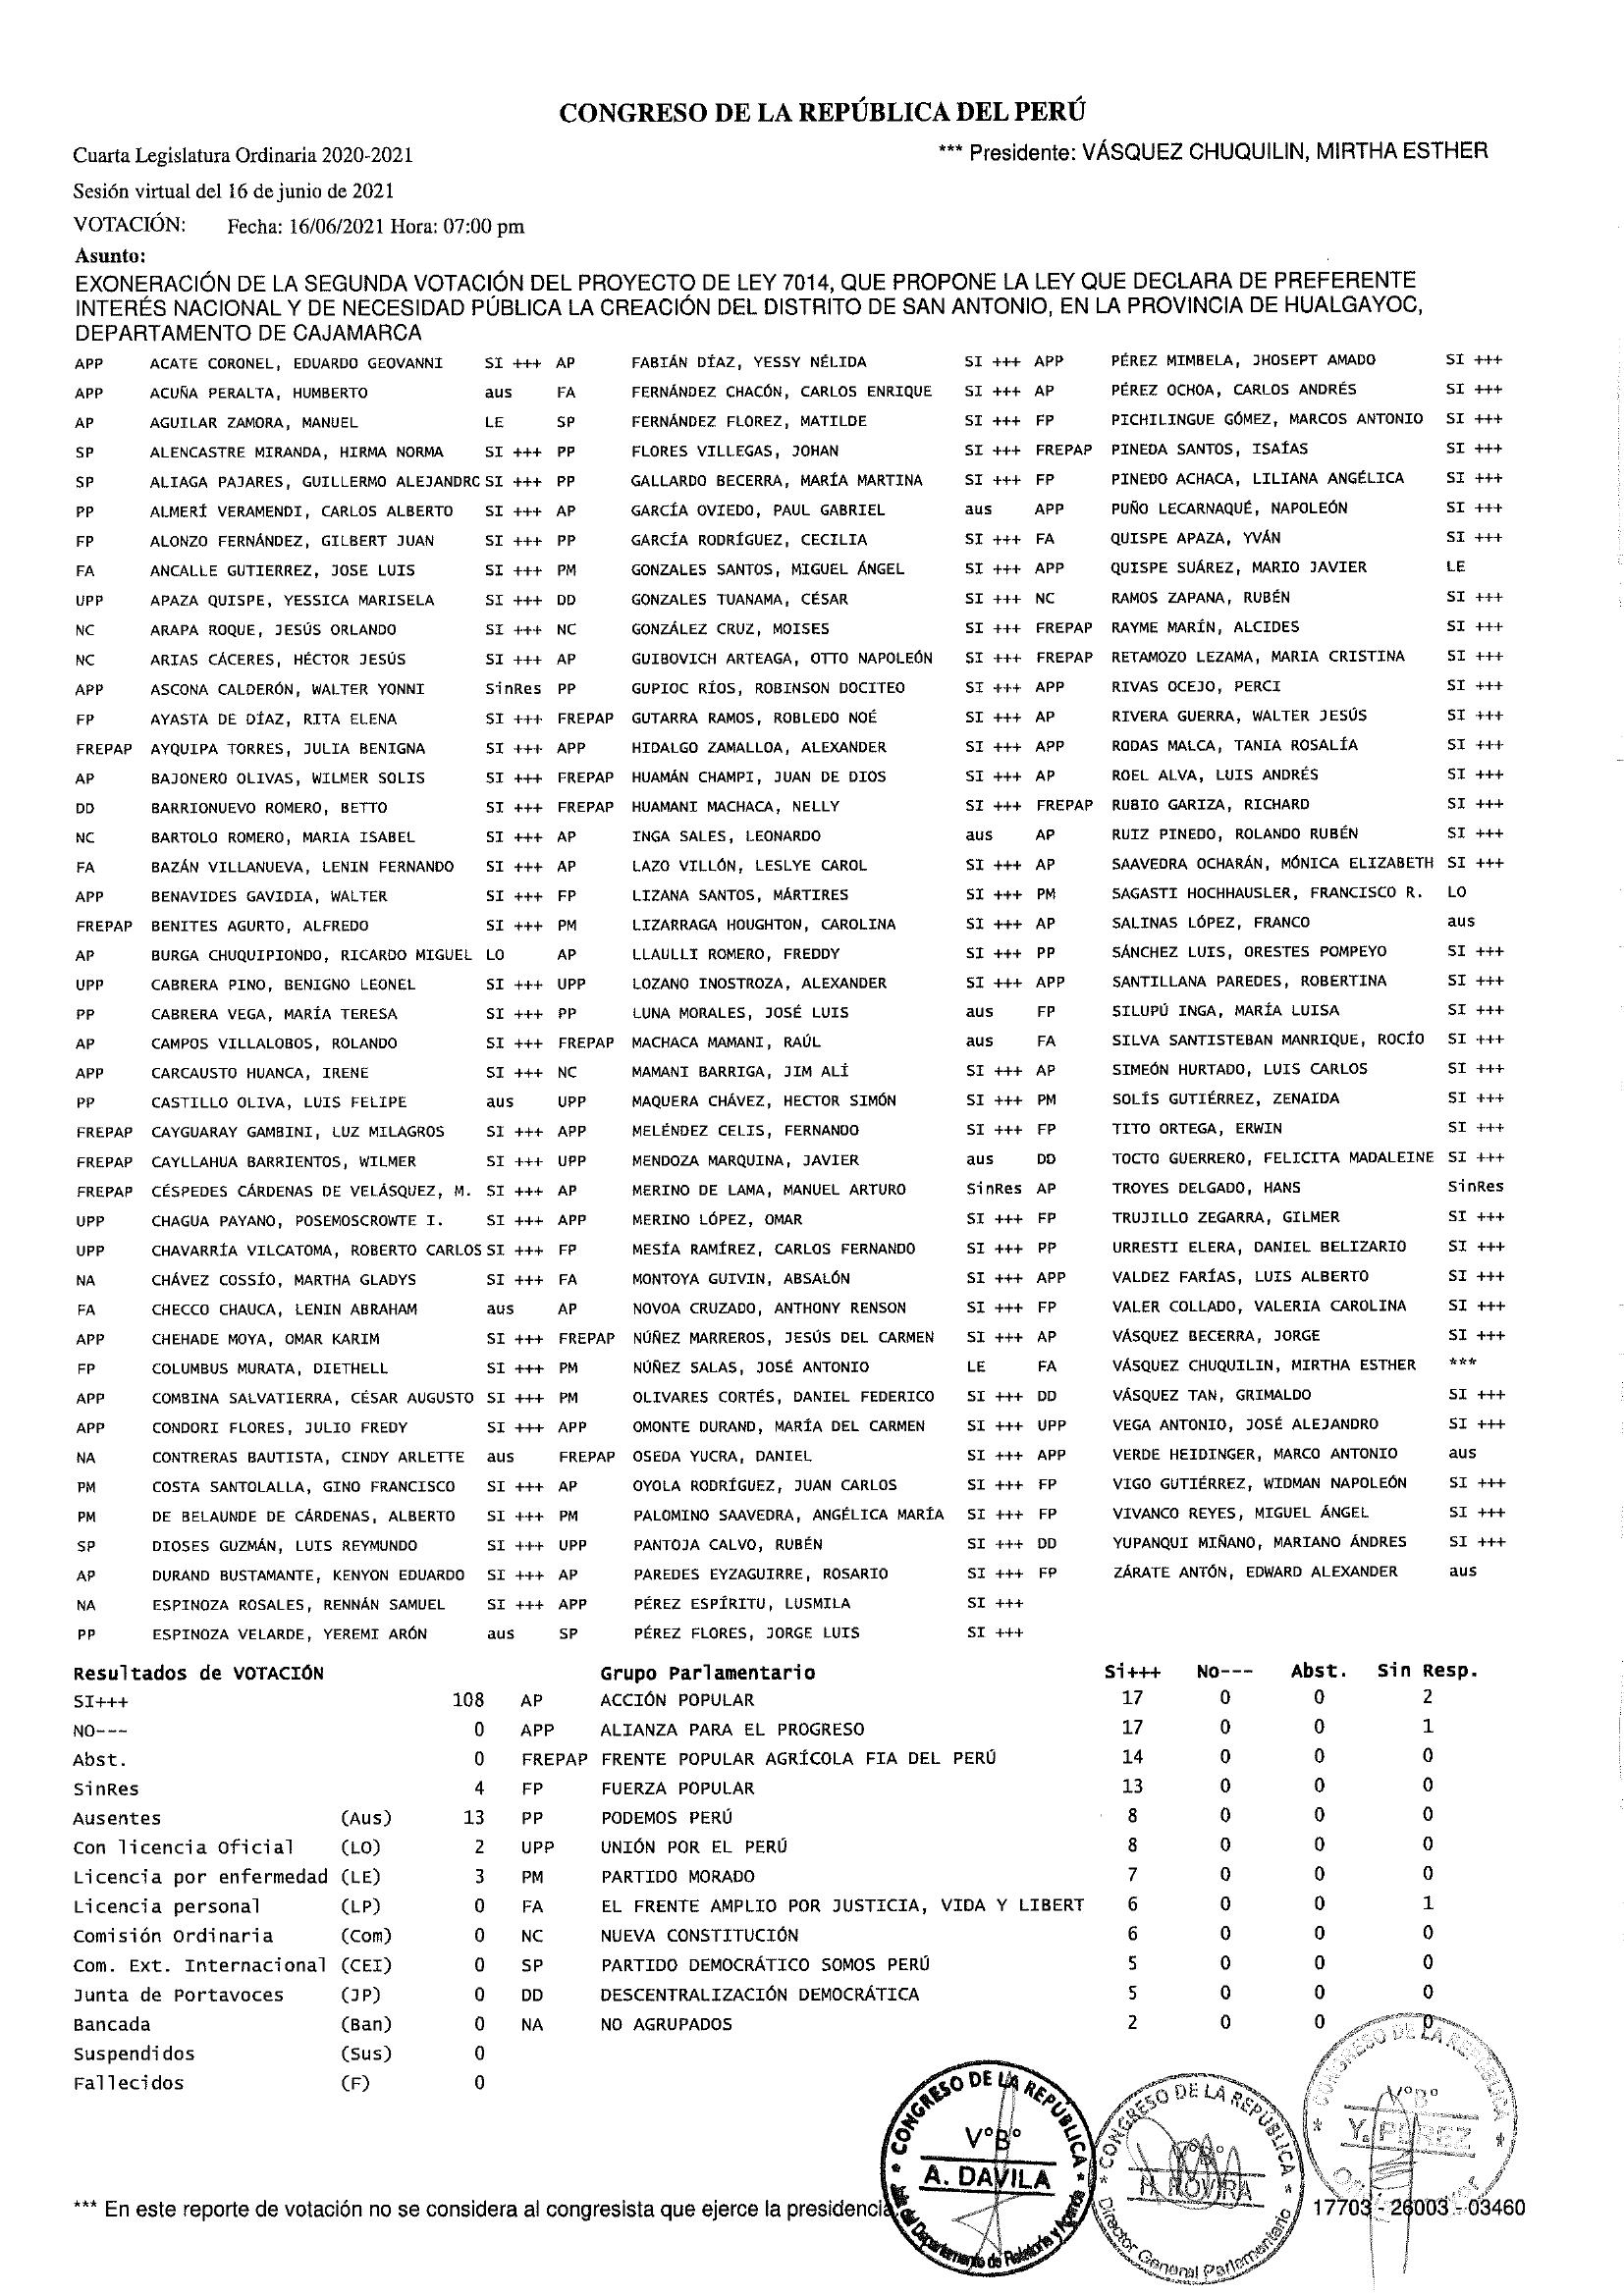 CONGRESO DE LA REPÚBLICA DEL PERÚ
Cuarta Legislatura Ordinaria 2020-2021 *** Presidente: VÁSQUEZ CHUQUILIN, MIRTHA ESTHER
Sesión virtual del 16 de junio de 2021
VOTACIÓN: Fecha: 16/06/2021 Hora: 07:00 pm
Asunto:
EXONERACIÓN DE LA SEGUNDA VOTACIÓN DEL PROYECTO DE LEY 7014, QUE PROPONE LA LEY QUE DECLARA DE PREFERENTE
INTERÉS NACIONAL Y DE NECESIDAD PÚBLICA LA CREACIÓN DEL DISTRITO DE SAN ANTONIO, EN LA PROVINCIA DE HUALGAYOC,
DEPARTAMENTO DE CAJAMARCA
APP ACATE CORONEL, EDUARDO GEOVANNI SI +++ AP FABIÁN DÍAZ, YESSY NÉLIDA SI +++ APP PÉREZ MIMBELA, JHOSEPT AMADO SI +++
APP ACUÑA PERALTA, HUMBERTO aus FA FERNÁNDEZ CHACÓN, CARLOS ENRIQUE SI +++ AP PÉREZ OCHOA, CARLOS ANDRÉS SI +++
AP AGUILAR ZAMORA, MANUEL LE SP FERNÁNDEZ FLOREZ, MATILDE SI +++ FP PICHILINGUE GÓMEZ, MARCOS ANTONIO SI +++
SP ALENCASTRE MIRANDA, HIRMA NORMA SI +++ PP FLORES VILLEGAS, JOHAN SI +++ FREPAP PINEDA SANTOS, ISAÍAS SI +++
SP ALIAGA PAJARES, GUILLERMO ALEJANDRO SI +++ PP GALLARDO BECERRA, MARÍA MARTINA SI +++ FP PINEDO ACHACA, LILIANA ANGÉLICA SI +++
PP ALMERÍ VERAMENDI, CARLOS ALBERTO SI +++ AP GARCÍA OVIEDO, PAUL GABRIEL aus APP PUÑO LECARNAQUÉ, NAPOLEÓN SI +++
FP ALONZO FERNÁNDEZ, GILBERT JUAN SI +++ PP GARCÍA RODRÍGUEZ, CECILIA SI +++ FA QUISPE APAZA, YVÁN SI +++
FA ANCALLE GUTIERREZ, JOSE LUIS SI +++ PM GONZALES SANTOS, MIGUEL ÁNGEL SI +++ APP QUISPE SUÁREZ, MARIO JAVIER LE
UPP APAZA QUISPE, YESSICA MARISELA SI +++ DD GONZALES TUANAMA, CÉSAR SI +++ NC RAMOS ZAPANA, RUBÉN SI +++
NC ARAPA ROQUE, JESÚS ORLANDO SI +++ NC GONZÁLEZ CRUZ, MOISES SI +++ FREPAP RAYME MARÍN, ALCIDES SI +++
NC ARIAS CÁCERES, HÉCTOR JESÚS SI +++ AP GUIBOVICH ARTEAGA, OTTO NAPOLEÓN SI +++ FREPAP RETAMOZO LEZAMA, MARIA CRISTINA SI +++
APP ASCONA CALDERÓN, WALTER YONNI SinRes PP GUPIOC RÍOS, ROBINSON DOCITEO SI +++ APP RIVAS OCEJO, PERCI SI +++
FP AYASTA DE DÍAZ, RITA ELENA SI +++ FREPAP GUTARRA RAMOS, ROBLEDO NOÉ SI +++ AP RIVERA GUERRA, WALTER JESÚS SI +++
FREPAP AYQUIPA TORRES, JULIA BENIGNA SI +++ APP HIDALGO ZAMALLOA, ALEXANDER SI +++ APP RODAS MALCA, TANIA ROSALÍA SI +++
AP BAJONERO OLIVAS, WILMER SOLIS SI +++ FREPAP HUAMÁN CHAMPI, JUAN DE DIOS SI +++ AP ROEL ALVA, LUIS ANDRÉS SI +++
DD BARRIONUEVO ROMERO, BETTO SI +++ FREPAP HUAMANI MACHACA, NELLY SI +++ FREPAP RUBIO GARIZA, RICHARD SI +++
NC BARTOLO ROMERO, MARIA ISABEL SI +++ AP INGA SALES, LEONARDO aus AP RUIZ PINEDO, ROLANDO RUBÉN SI +++
FA BAZÁN VILLANUEVA, LENIN FERNANDO SI +++ AP LAZO VILLÓN, LESLYE CAROL SI +++ AP SAAVEDRA OCHARÁN, MÓNICA ELIZABETH SI +++
APP BENAVIDES GAVIDIA, WALTER SI +++ FP LIZANA SANTOS, MÁRTIRES SI +++ PM SAGASTI HOCHHAUSLER, FRANCISCO R. LO
FREPAP BENITES AGURTO, ALFREDO SI +++ PM LIZARRAGA HOUGHTON, CAROLINA SI +++ AP SALINAS LÓPEZ, FRANCO aus
AP BURGA CHUQUIPIONDO, RICARDO MIGUEL LO AP LLAULLI ROMERO, FREDDY SI +++ PP SÁNCHEZ LUIS, ORESTES POMPEYO SI +++
UPP CABRERA PINO, BENIGNO LEONEL SI +++ UPP LOZANO INOSTROZA, ALEXANDER SI +++ APP SANTILLANA PAREDES, ROBERTINA SI +++
PP CABRERA VEGA, MARÍA TERESA SI +++ PP LUNA MORALES, JOSÉ LUIS aus FP SILUPÚ INGA, MARÍA LUISA SI +++
AP CAMPOS VILLALOBOS, ROLANDO SI +++ FREPAP MACHACA MAMANI, RAÚL aus FA SILVA SANTISTEBAN MANRIQUE, ROCÍO SI +++
APP CARCAUSTO HUANCA, IRENE SI +++ NC MAMANI BARRIGA, JIM ALÍ SI +++ AP SIMEÓN HURTADO, LUIS CARLOS SI +++
PP CASTILLO OLIVA, LUIS FELIPE aus UPP MAQUERA CHÁVEZ, HECTOR SIMÓN SI +++ PM SOLÍS GUTIÉRREZ, ZENAIDA SI +++
FREPAP CAYGUARAY GAMBINI, LUZ MILAGROS SI +++ APP MELÉNDEZ CELIS, FERNANDO SI +++ FP TITO ORTEGA, ERWIN SI +++
FREPAP CAYLLAHUA BARRIENTOS, WILMER SI +++ UPP MENDOZA MARQUINA, JAVIER aus DD TOCTO GUERRERO, FELICITA MADALEINE SI +++
FREPAP CÉSPEDES CÁRDENAS DE VELÁSQUEZ, M. SI +++ AP MERINO DE LAMA, MANUEL ARTURO SinRes AP TROYES DELGADO, HANS SinRes
UPP CHAGUA PAYANO, POSEMOSCROWTE I. SI +++ APP MERINO LÓPEZ, OMAR SI +++ FP TRUJILLO ZEGARRA, GILMER SI +++
UPP CHAVARRÍA VILCATOMA, ROBERTO CARLOS SI +++ FP MESÍA RAMÍREZ, CARLOS FERNANDO SI +++ PP URRESTI ELERA, DANIEL BELIZARIO SI +++
NA CHÁVEZ COSSÍO, MARTHA GLADYS SI +++ FA MONTOYA GUIVIN, ABSALÓN SI +++ APP VALDEZ FARÍAS, LUIS ALBERTO SI +++
FA CHECCO CHAUCA, LENIN ABRAHAM aus AP NOVOA CRUZADO, ANTHONY RENSON SI +++ FP VALER COLLADO, VALERIA CAROLINA SI +++
APP CHEHADE MOYA, OMAR KARIM SI +++ FREPAP NÚÑEZ MARREROS, JESÚS DEL CARMEN SI +++ AP VÁSQUEZ BECERRA, JORGE SI +++
FP COLUMBUS MURATA, DIETHELL SI +++ PM NÚÑEZ SALAS, JOSÉ ANTONIO LE FA VÁSQUEZ CHUQUILIN, MIRTHA ESTHER ***
APP COMBINA SALVATIERRA, CÉSAR AUGUSTO SI +++ PM OLIVARES CORTÉS, DANIEL FEDERICO SI +++ DD VÁSQUEZ TAN, GRIMALDO SI +++
APP CONDORI FLORES, JULIO FREDY SI +++ APP OMONTE DURAND, MARÍA DEL CARMEN SI +++ UPP VEGA ANTONIO, JOSÉ ALEJANDRO SI +++
NA CONTRERAS BAUTISTA, CINDY ARLETTE aus FREPAP OSEDA YUCRA, DANIEL SI +++ APP VERDE HEIDINGER, MARCO ANTONIO aus
PM COSTA SANTOLALLA, GINO FRANCISCO SI +++ AP OYOLA RODRÍGUEZ, JUAN CARLOS SI +++ FP VIGO GUTIÉRREZ, WIDMAN NAPOLEÓN SI +++
PM DE BELAUNDE DE CÁRDENAS, ALBERTO SI +++ PM PALOMINO SAAVEDRA, ANGÉLICA MARÍA SI +++ FP VIVANCO REYES, MIGUEL ÁNGEL SI +++
SP DIOSES GUZMÁN, LUIS REYMUNDO SI +++ UPP PANTOJA CALVO, RUBÉN SI +++ DD YUPANQUI MIÑANO, MARIANO ÁNDRES SI +++
AP DURAND BUSTAMANTE, KENYON EDUARDO SI +++ AP PAREDES EYZAGUIRRE, ROSARIO SI +++ FP ZÁRATE ANTÓN, EDWARD ALEXANDER aus
NA ESPINOZA ROSALES, RENNÁN SAMUEL SI +++ APP PÉREZ ESPÍRITU, LUSMILA SI +++
PP ESPINOZA VELARDE, YEREMI ARÓN aus SP PÉREZ FLORES, JORGE LUIS SI +++
Resultados de VOTACIÓN Grupo Parlamentario Si+++ No--- Abst. Sin Resp.
SI+++ 108 AP ACCIÓN POPULAR 17 0 0 2
NO--- 0 APP ALIANZA PARA EL PROGRESO 17 0 0 1
Abst. 0 FREPAP FRENTE POPULAR AGRÍCOLA FIA DEL PERÚ 14 0 0 0
SinRes 4 FP FUERZA POPULAR 13 0 0 0
Ausentes (Aus) 13 PP PODEMOS PERÚ 8 0 0 0
Con licencia Oficial (LO) 2 UPP UNIÓN POR EL PERÚ 8 0 0 0
Licencia por enfermedad (LE) 3 PM PARTIDO MORADO 7 0 0 0
Licencia personal (LP) 0 FA EL FRENTE AMPLIO POR JUSTICIA, VIDA Y LIBERT 6 0 0 1
Comisión Ordinaria (Com) 0 NC NUEVA CONSTITUCIÓN 6 0 0 0
Com. Ext. Internacional (CEI) 0 SP PARTIDO DEMOCRÁTICO SOMOS PERÚ 5 0 0 0
Junta de Portavoces (JP) 0 DD DESCENTRALIZACIÓN DEMOCRÁTICA 5 0 0 0
Bancada (Ban) 0 NA NO AGRUPADOS 2 0 0 0
Suspendidos (Sus) 0
Fallecidos (F) 0
CONGRESO DE LA REPÚBLICA
V°B°
A. DAVILA
Jefe del Departamento de Relatoría y Agenda
CONGRESO DE LA REPÚBLICA
H. ROVIRA
Director General Parlamentario
CONGRESO DE LA REPÚBLICA
V°B°
Y. PEREZ
*** En este reporte de votación no se considera al congresista que ejerce la presidencia
17703 - 26003 - 03460